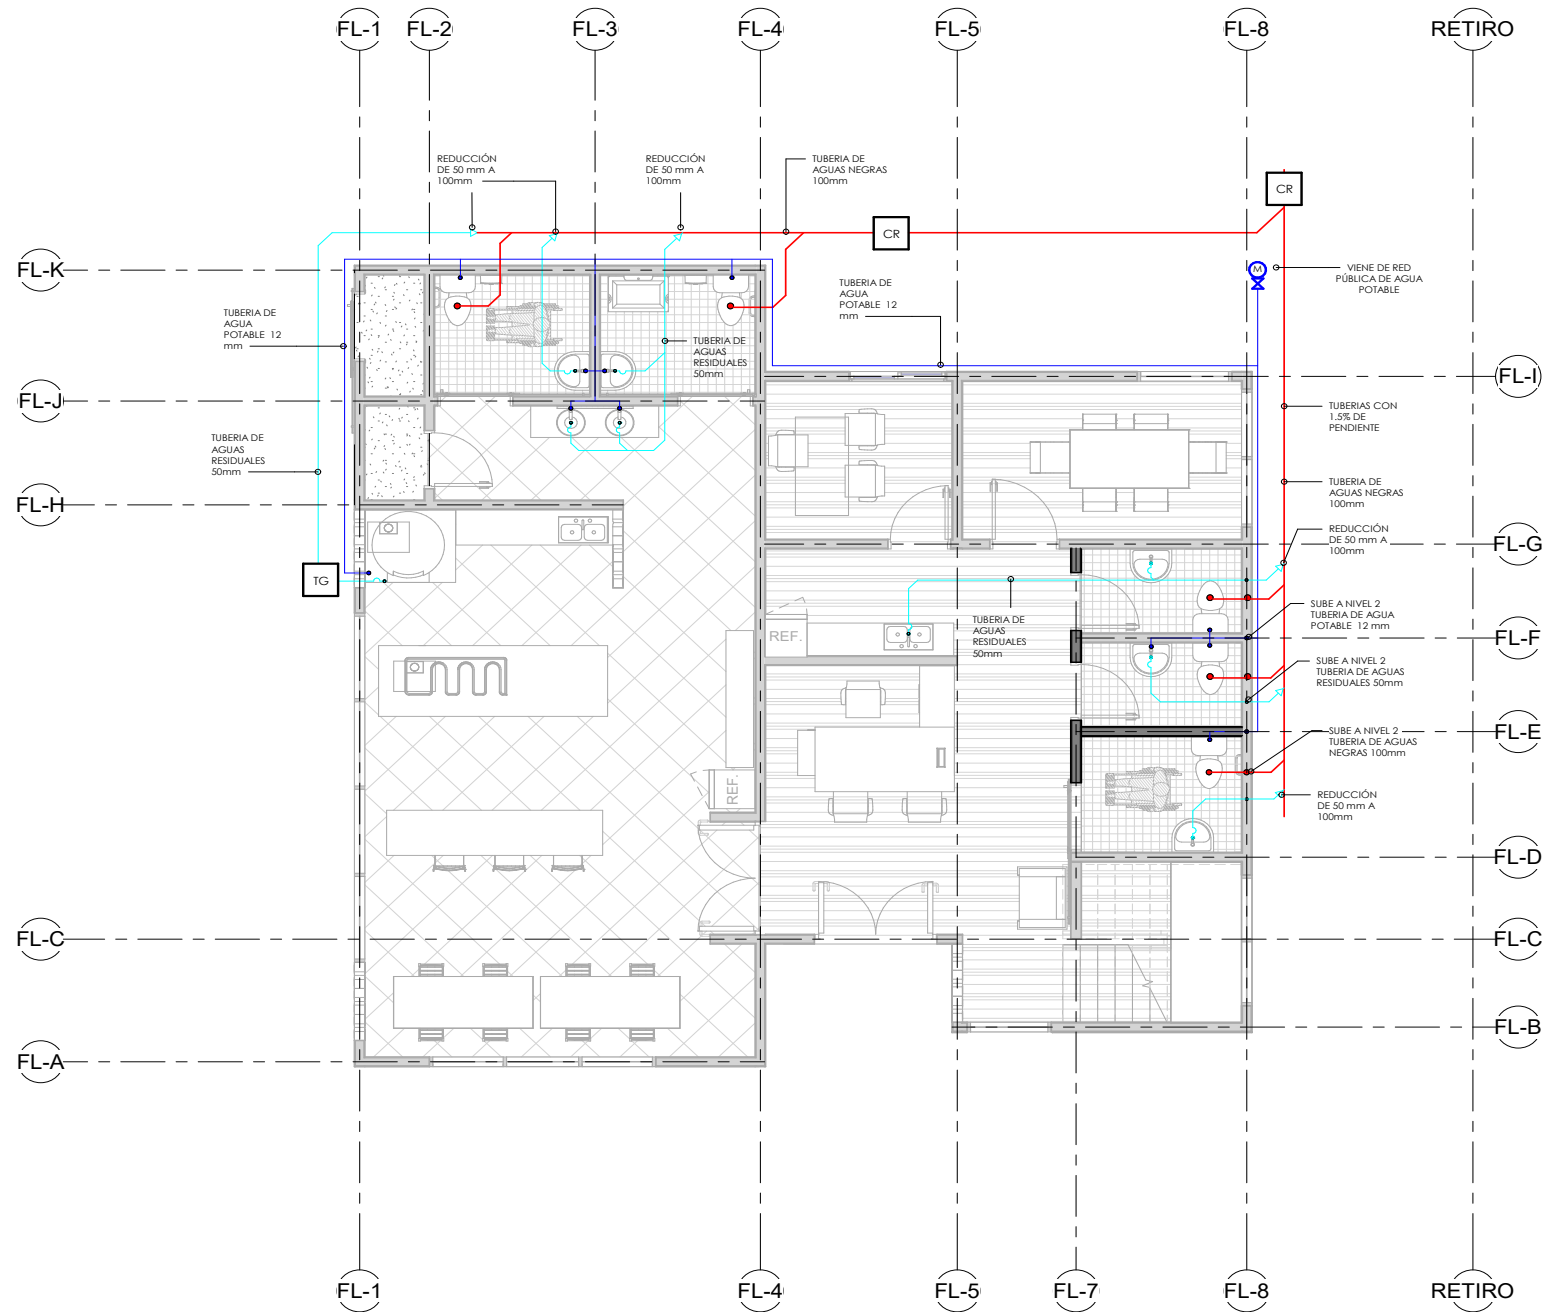 FL-1
FL-2
FL-3
FL-4
FL-5
FL-8
RETIRO
REDUCCIÓN
DE 50 mm A
100mm
REDUCCIÓN
DE 50 mm A
100mm
TUBERIA DE
AGUAS NEGRAS
100mm
CR
CR
FL-K
VIENE DE RED
PÚBLICA DE AGUA
POTABLE
M
TUBERIA DE
AGUA
POTABLE 12
mm
TUBERIA DE
AGUA
POTABLE 12
mm
TUBERIA DE
AGUAS
RESIDUALES
50mm
FL-I
FL-J
TUBERIAS CON
1.5% DE
PENDIENTE
TUBERIA DE
AGUAS
RESIDUALES
50mm
TUBERIA DE
AGUAS NEGRAS
100mm
FL-H
REDUCCIÓN
DE 50 mm A
100mm
FL-G
TG
SUBE A NIVEL 2
TUBERIA DE AGUA
POTABLE 12 mm
TUBERIA DE
AGUAS
RESIDUALES
50mm
REF.
FL-F
SUBE A NIVEL 2
TUBERIA DE AGUAS
RESIDUALES 50mm
SUBE A NIVEL 2
TUBERIA DE AGUAS
NEGRAS 100mm
FL-E
REF.
REDUCCIÓN
DE 50 mm A
100mm
FL-D
FL-C
FL-C
FL-B
FL-A
FL-1
FL-4
FL-5
FL-7
FL-8
RETIRO